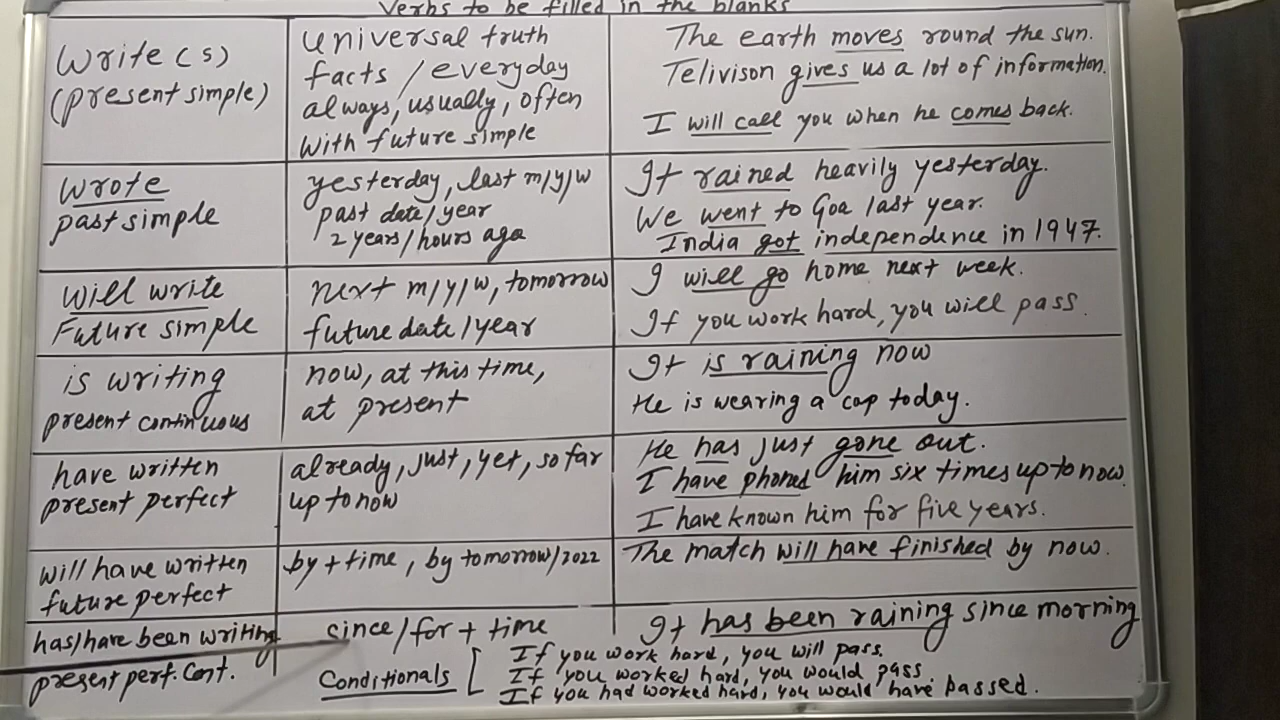 Verbs to be filled in the blanks
Write (s)
(present simple)
universal truth
facts / everyday
always, usually, often
with future simple
The earth moves round the sun.
Telivison gives us a lot of information.
I will call you when he comes back.
Wrote
past simple
yesterday, last m/y/w
past date/year
2 years/hours ago
It rained heavily yesterday.
We went to Goa last year.
India got independence in 1947.
will write
Future simple
next m/y/w, tomorrow
future date/year
I will go home next week.
If you work hard, you will pass.
is writing
present continuous
now, at this time,
at present
It is raining now
He is wearing a cap today.
have written
present perfect
already, just, yet, so far
up to now
He has just gone out.
I have phoned him six times up to now.
I have known him for five years.
will have written
future perfect
by + time, by tomorrow/2022
The match will have finished by now.
has/have been writing
present perf. cont.
since/for + time
It has been raining since morning
Conditionals
If you work hard, you will pass.
If you worked hard, you would pass.
If you had worked hard, you would have passed.